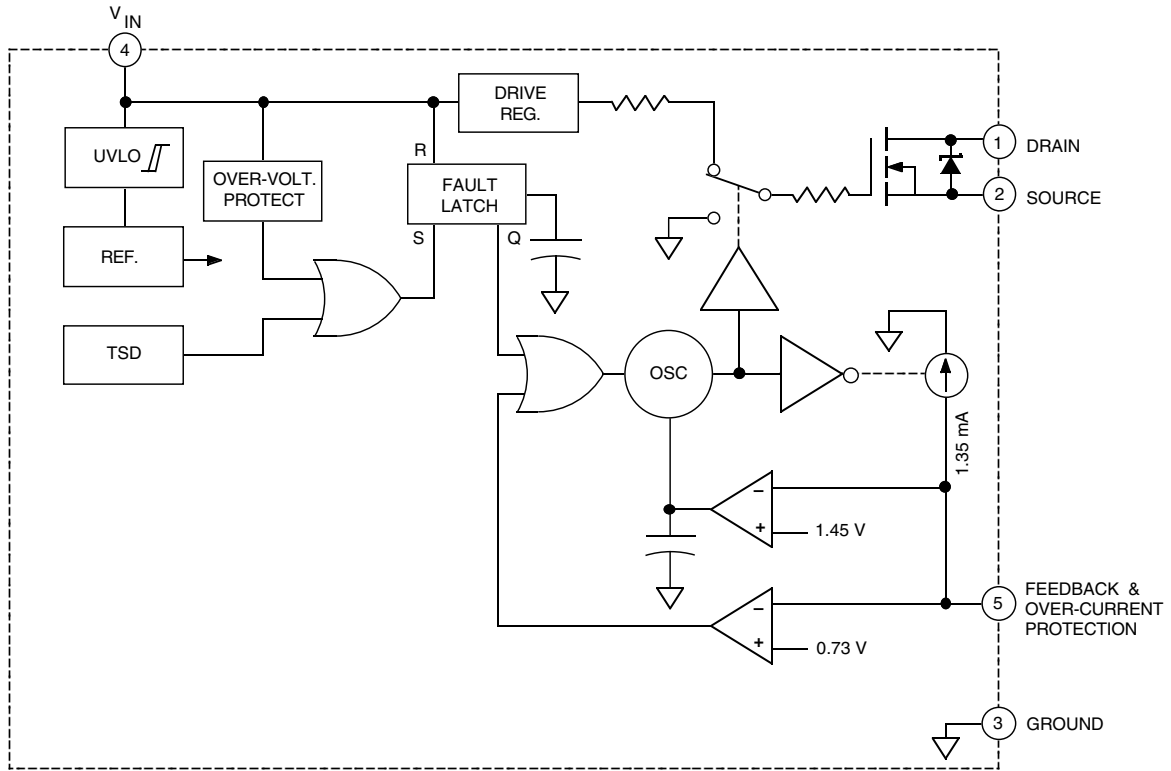 V IN
4
DRIVE
REG.
1
DRAIN
UVLO
R
OVER-VOLT.
PROTECT
FAULT
LATCH
2
SOURCE
S
Q
REF.
TSD
OSC
1.35 mA
–
+
1.45 V
–
+
0.73 V
5
FEEDBACK &
OVER-CURRENT
PROTECTION
3
GROUND